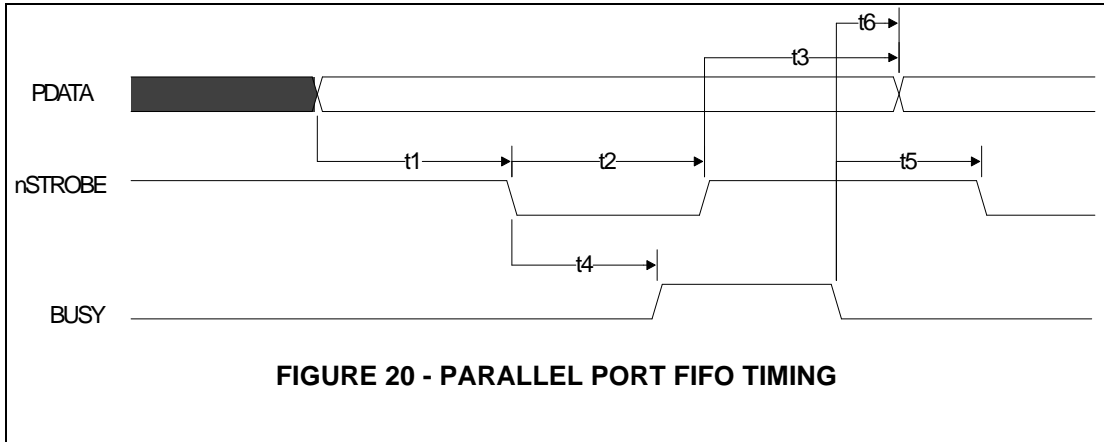 t6
t3
PDATA
t1
t2
t5
nSTROBE
t4
BUSY
FIGURE 20 - PARALLEL PORT FIFO TIMING